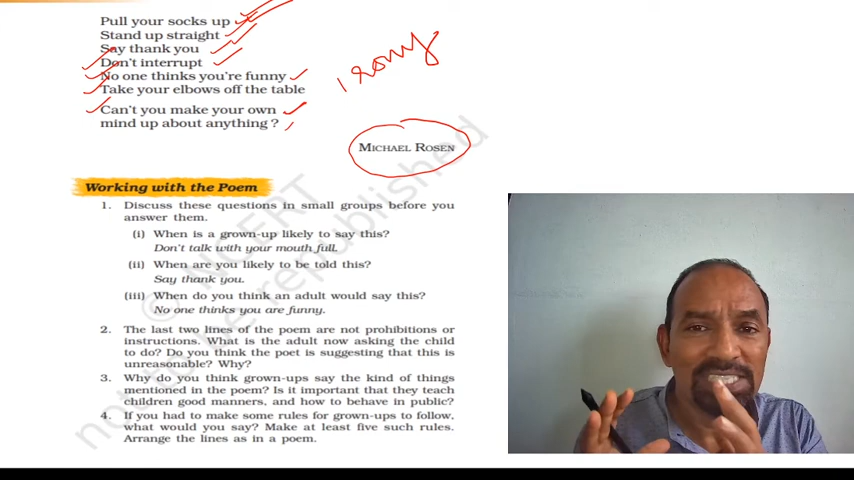 Pull your socks up
Stand up straight
Say thank you
Don't interrupt
No one thinks you're funny
Take your elbows off the table
Can't you make your own
mind up about anything ?
irony
MICHAEL ROSEN
Working with the Poem
1. Discuss these questions in small groups before you
answer them.
(i) When is a grown-up likely to say this?
Don't talk with your mouth full.
(ii) When are you likely to be told this?
Say thank you.
(iii) When do you think an adult would say this?
No one thinks you are funny.
2. The last two lines of the poem are not prohibitions or
instructions. What is the adult now asking the child
to do? Do you think the poet is suggesting that this is
unreasonable? Why?
3. Why do you think grown-ups say the kind of things
mentioned in the poem? Is it important that they teach
children good manners, and how to behave in public?
4. If you had to make some rules for grown-ups to follow,
what would you say? Make at least five such rules.
Arrange the lines as in a poem.
© NCERT
not to be republished